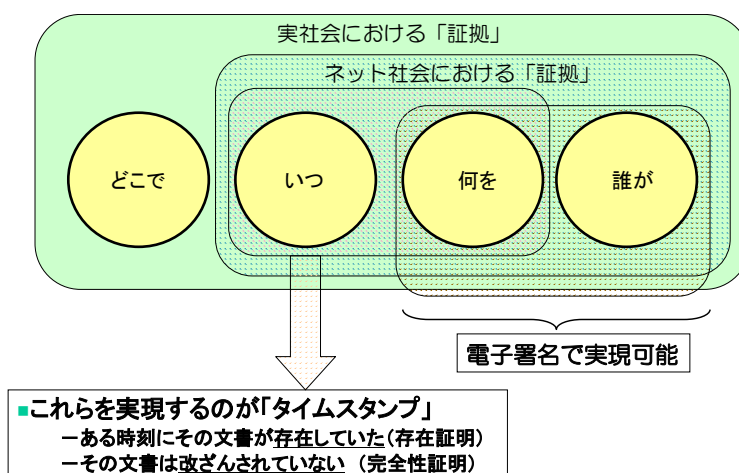 実社会における「証拠」
ネット社会における「証拠」
どこで
いつ
何を
誰が
電子署名で実現可能
■これらを実現するのが「タイムスタンプ」
－ある時刻にその文書が存在していた(存在証明)
－その文書は改ざんされていない (完全性証明)